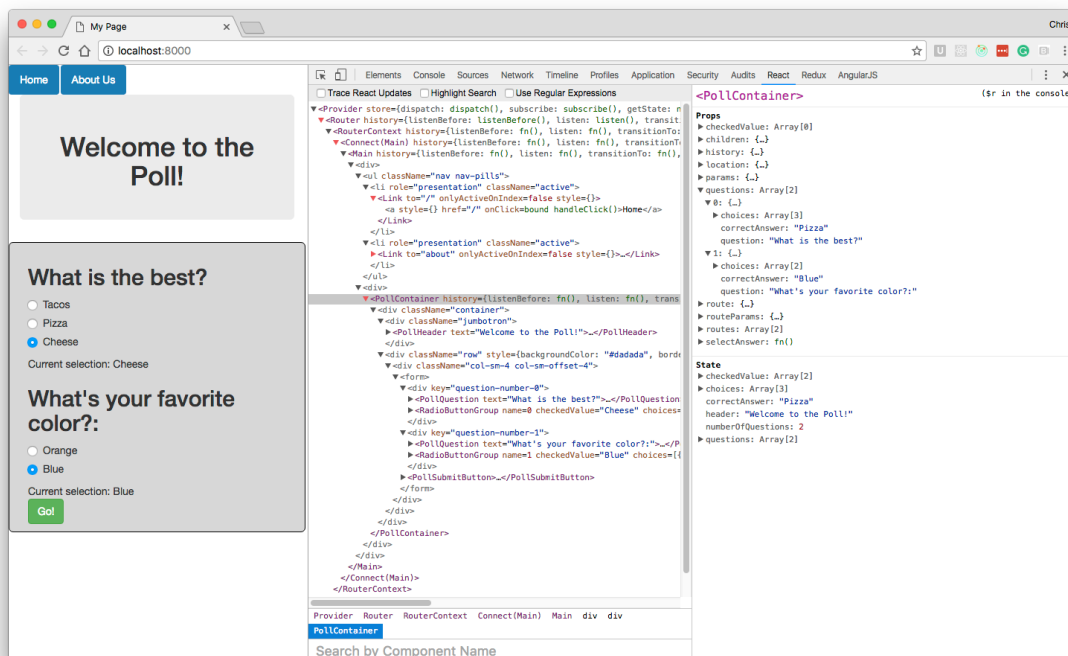 My Page
Chris
localhost:8000
Home
About Us
Welcome to the
Poll!
What is the best?
Tacos
Pizza
Cheese
Current selection: Cheese
What's your favorite
color?:
Orange
Blue
Current selection: Blue
Go!
Elements Console Sources Network Timeline Profiles Application Security Audits React Redux AngularJS
Trace React Updates Highlight Search Use Regular Expressions
<Provider store={dispatch: dispatch(), subscribe: subscribe(), getState: n
<Router history={listenBefore: listenBefore(), listen: listen(), transiti
<RouterContext history={listenBefore: fn(), listen: fn(), transitionTo:
<Connect(Main) history={listenBefore: fn(), listen: fn(), transitionT
<Main history={listenBefore: fn(), listen: fn(), transitionTo: fn(),
<div>
<ul className="nav nav-pills">
<li role="presentation" className="active">
<Link to="/" onlyActiveOnIndex=false style={}>
<a style={} href="/" onClick=bound handleClick()>Home</a>
</Link>
</li>
<li role="presentation" className="active">
<Link to="about" onlyActiveOnIndex=false style={}>…</Link>
</li>
</ul>
<div>
<PollContainer history={listenBefore: fn(), listen: fn(), trans
<div className="container">
<div className="jumbotron">
<PollHeader text="Welcome to the Poll!">…</PollHeader>
</div>
<div className="row" style={backgroundColor: "#dadada", borde
<div className="col-sm-4 col-sm-offset-4">
<form>
<div key="question-number-0">
<PollQuestion text="What is the best?">…</PollQuestion
<RadioButtonGroup name=0 checkedValue="Cheese" choices=
</div>
<div key="question-number-1">
<PollQuestion text="What's your favorite color?:">…</P
<RadioButtonGroup name=1 checkedValue="Blue" choices=[{
</div>
<PollSubmitButton>…</PollSubmitButton>
</form>
</div>
</div>
</div>
</PollContainer>
</div>
</div>
</Main>
</Connect(Main)>
</RouterContext>
Provider Router RouterContext Connect(Main) Main div div
PollContainer
Search by Component Name
<PollContainer>
($r in the console
Props
checkedValue: Array[0]
children: {…}
history: {…}
location: {…}
params: {…}
questions: Array[2]
0: {…}
choices: Array[3]
correctAnswer: "Pizza"
question: "What is the best?"
1: {…}
choices: Array[2]
correctAnswer: "Blue"
question: "What's your favorite color?:"
route: {…}
routeParams: {…}
routes: Array[2]
selectAnswer: fn()
State
checkedValue: Array[2]
choices: Array[3]
correctAnswer: "Pizza"
header: "Welcome to the Poll!"
numberOfQuestions: 2
questions: Array[2]